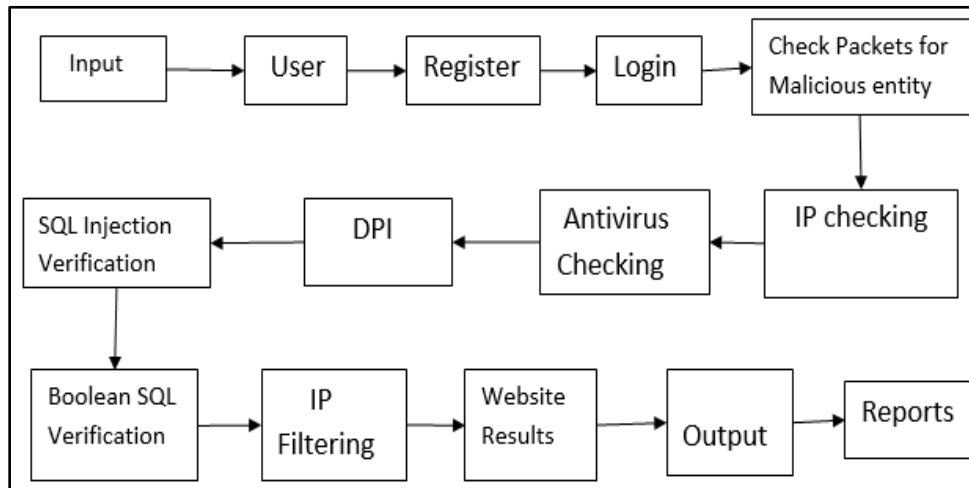 Input
User
Register
Login
Check Packets for
Malicious entity
IP checking
Antivirus
Checking
DPI
SQL Injection
Verification
Boolean SQL
Verification
IP
Filtering
Website
Results
Output
Reports